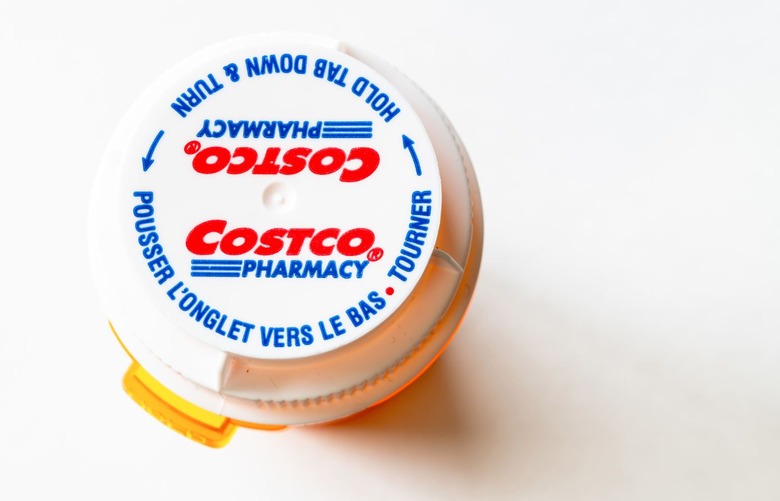 HOLD TAB DOWN & TURN
COSTCO®
PHARMACY
COSTCO®
PHARMACY
POUSSER L'ONGLET VERS LE BAS • TOURNER